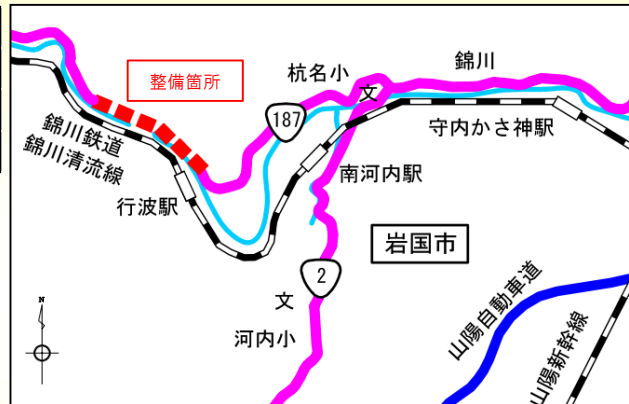 整備箇所
杭名小
錦川
文
187
守内かさ神駅
錦川鉄道
錦川清流線
南河内駅
行波駅
岩国市
2
文
河内小
山陽自動車道
山陽新幹線
N